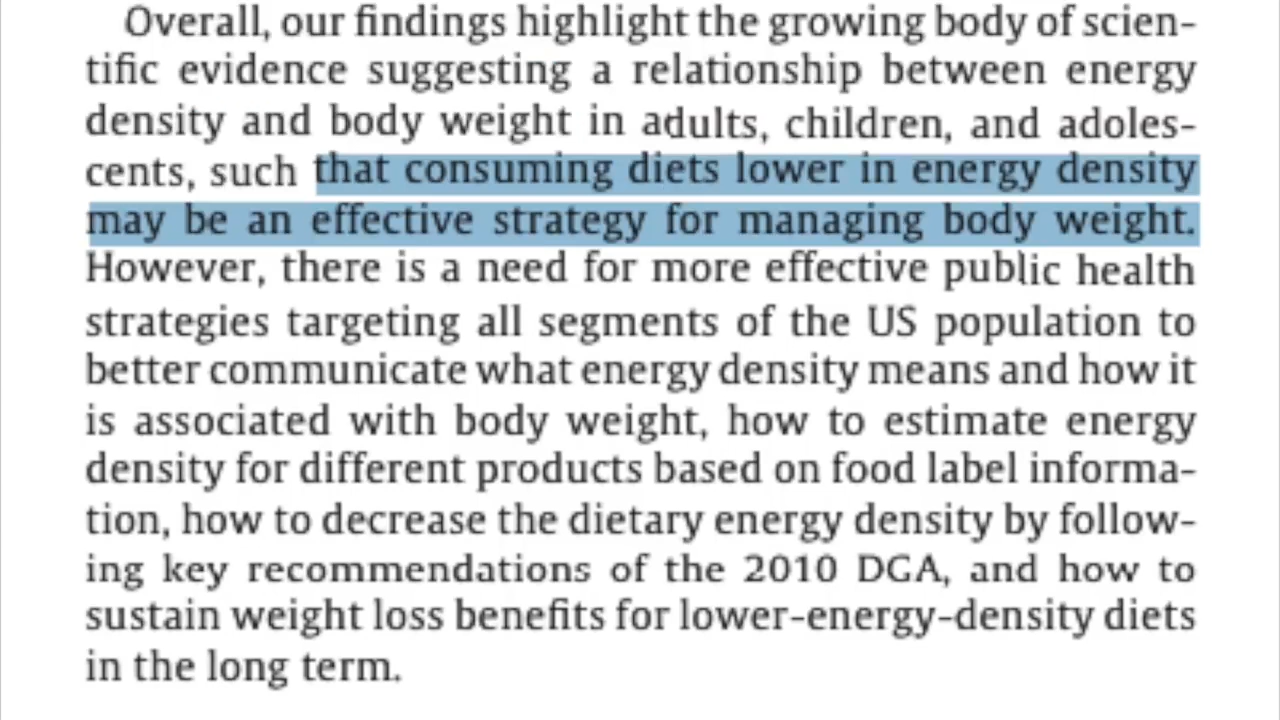 Overall, our findings highlight the growing body of scien-
tific evidence suggesting a relationship between energy
density and body weight in adults, children, and adoles-
cents, such that consuming diets lower in energy density
may be an effective strategy for managing body weight.
However, there is a need for more effective public health
strategies targeting all segments of the US population to
better communicate what energy density means and how it
is associated with body weight, how to estimate energy
density for different products based on food label informa-
tion, how to decrease the dietary energy density by follow-
ing key recommendations of the 2010 DGA, and how to
sustain weight loss benefits for lower-energy-density diets
in the long term.